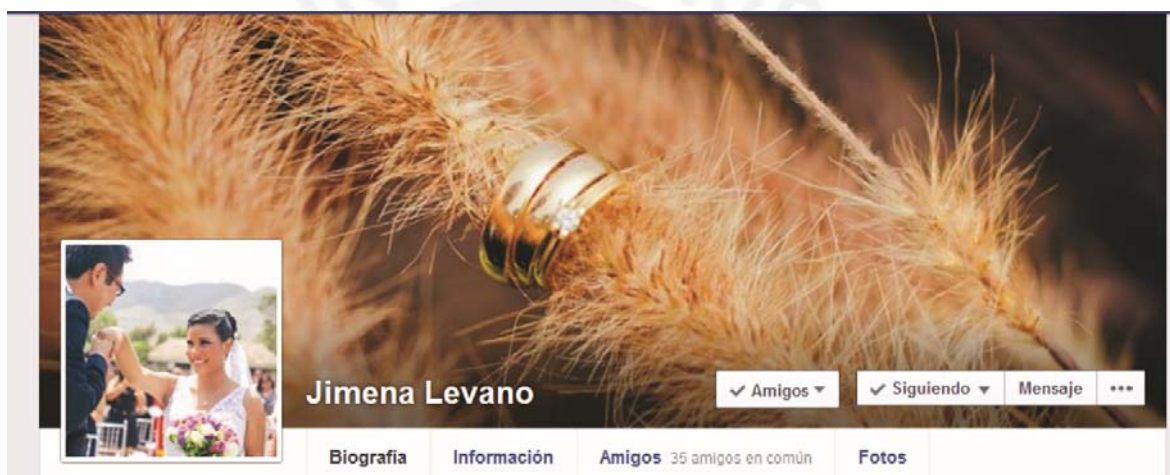 Jimena Levano
Amigos
Siguiendo
Mensaje
Biografía Información Amigos 35 amigos en común Fotos